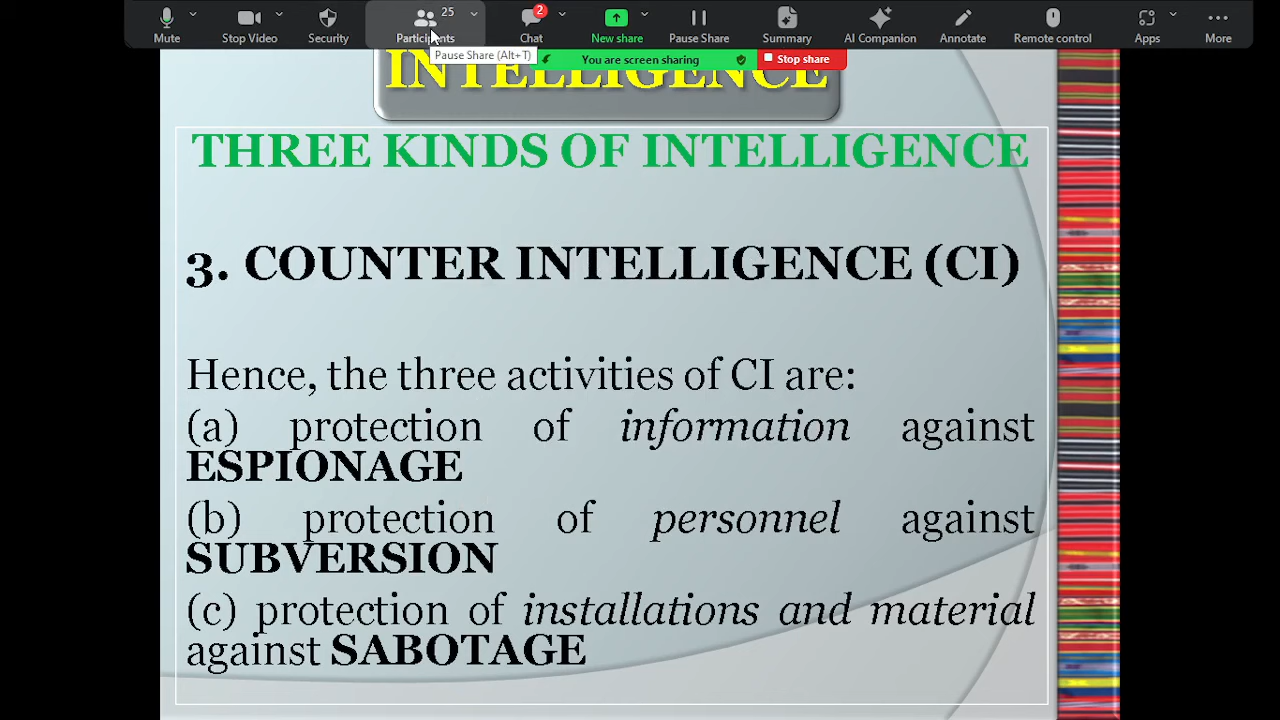 25 2
Mute Stop Video Security Participants Chat New share Pause Share Summary AI Companion Annotate Remote control Apps More
Pause Share (Alt+T) You are screen sharing Stop share
INTELLIGENCE
THREE KINDS OF INTELLIGENCE
3. COUNTER INTELLIGENCE (CI)
Hence, the three activities of CI are:
(a) protection of information against
ESPIONAGE
(b) protection of personnel against
SUBVERSION
(c) protection of installations and material
against SABOTAGE